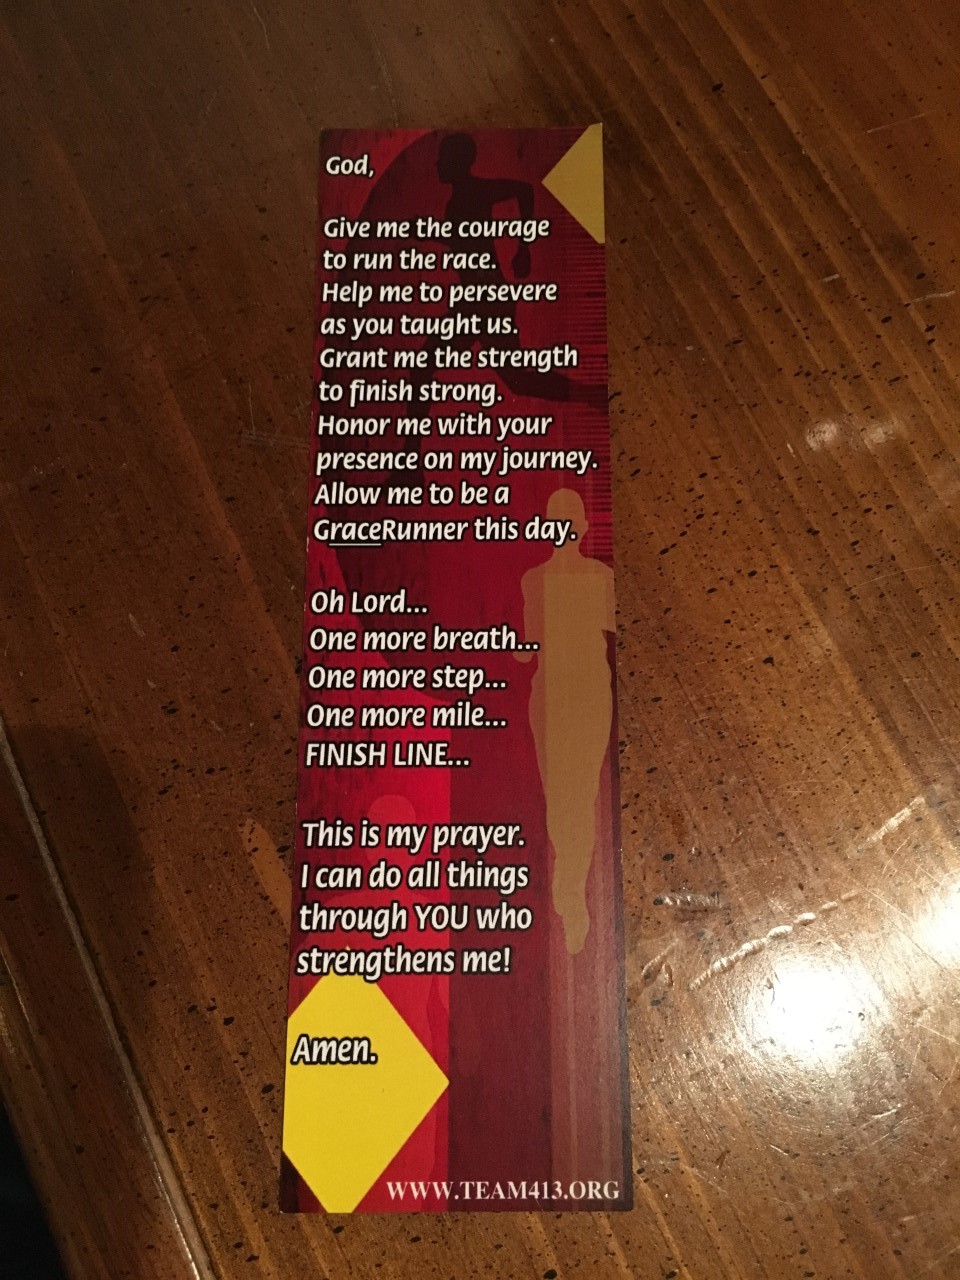 God,
Give me the courage
to run the race.
Help me to persevere
as you taught us.
Grant me the strength
to finish strong.
Honor me with your
presence on my journey.
Allow me to be a
GraceRunner this day.
Oh Lord...
One more breath...
One more step...
One more mile...
FINISH LINE...
This is my prayer.
I can do all things
through YOU who
strengthens me!
Amen.
WWW.TEAM413.ORG